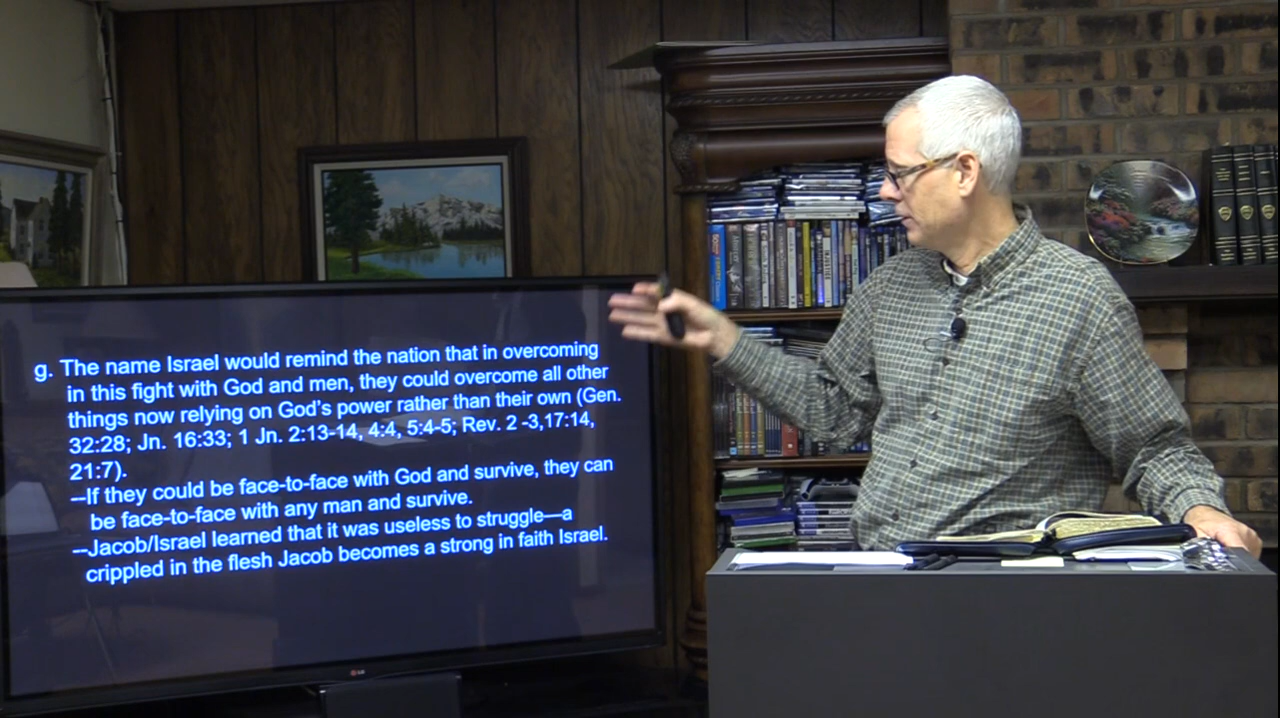 g. The name Israel would remind the nation that in overcoming
in this fight with God and men, they could overcome all other
things now relying on God's power rather than their own (Gen.
32:28; Jn. 16:33; 1 Jn. 2:13-14, 4:4, 5:4-5; Rev. 2 -3,17:14,
21:7).
--If they could be face-to-face with God and survive, they can
be face-to-face with any man and survive.
--Jacob/Israel learned that it was useless to struggle—a
crippled in the flesh Jacob becomes a strong in faith Israel.
LG